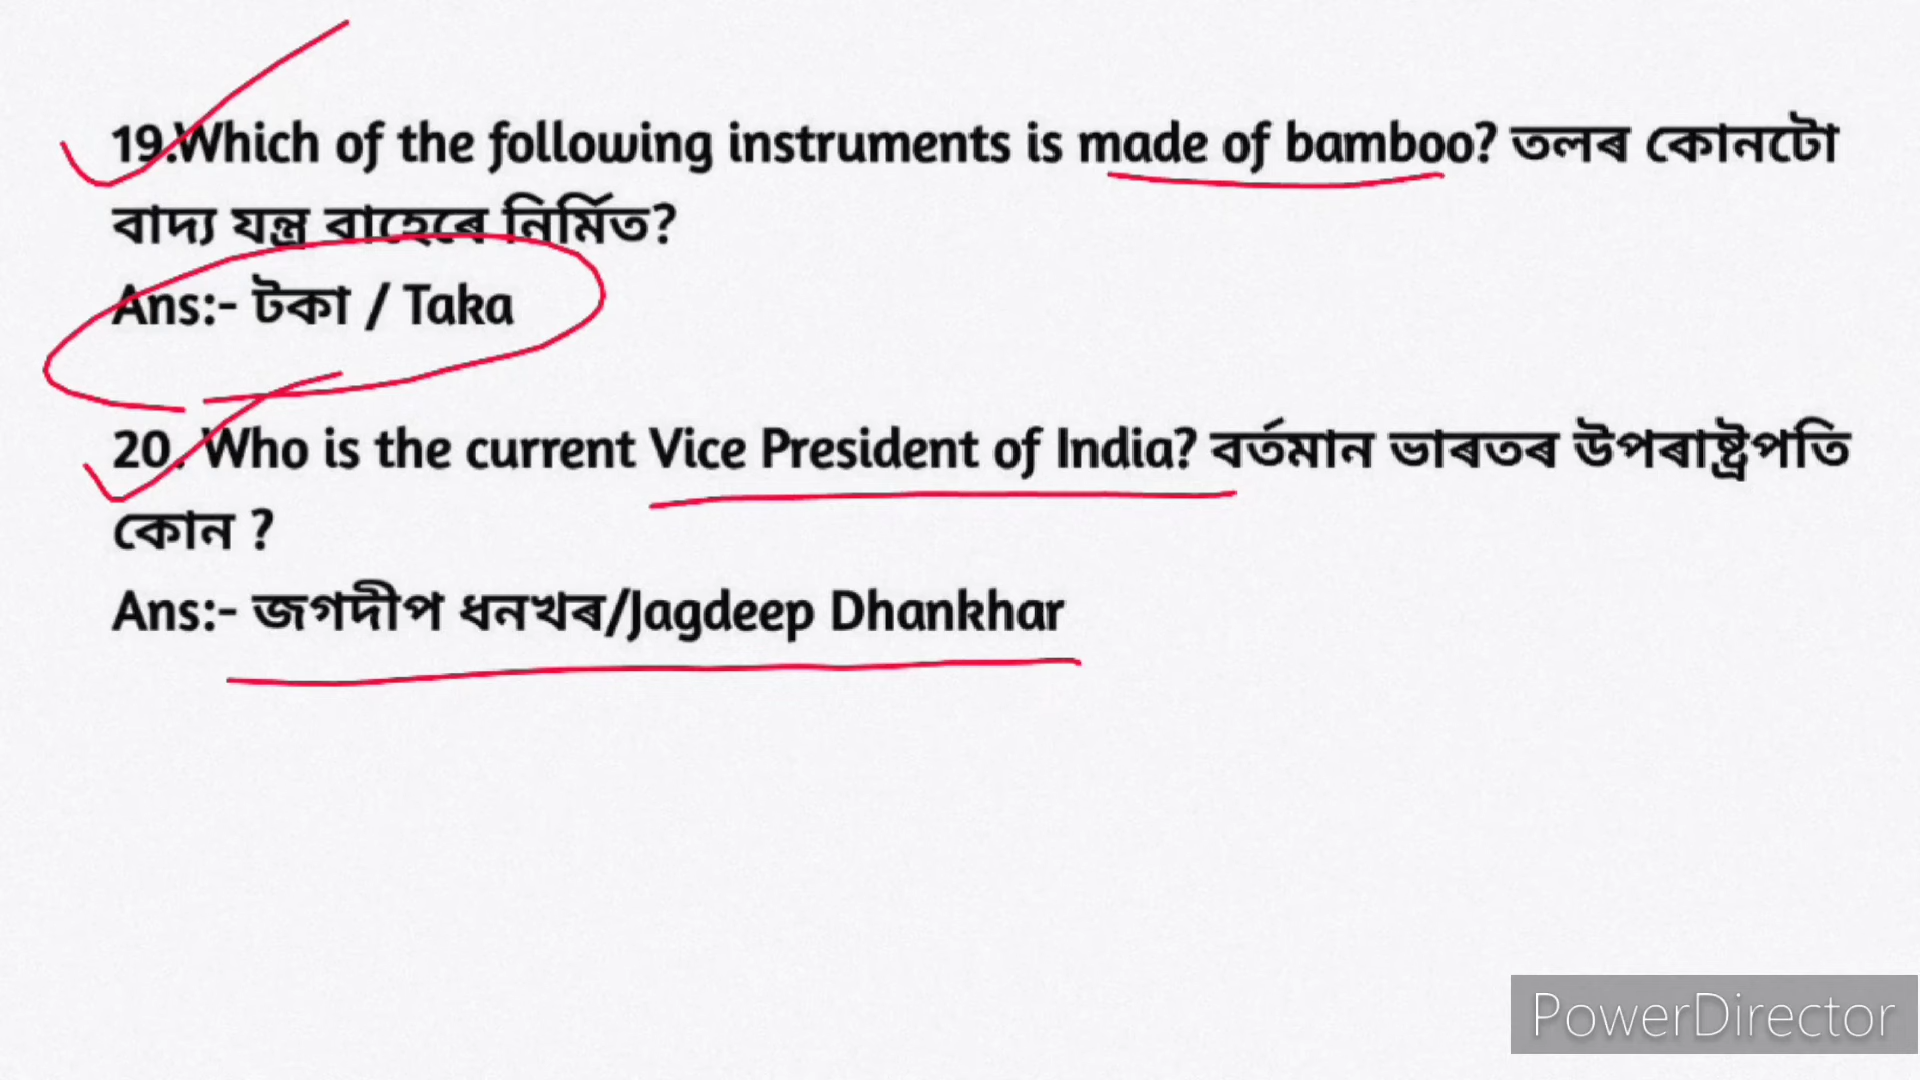 19.Which of the following instruments is made of bamboo? তলৰ কোনটো
বাদ্য যন্ত্ৰ বাহেৰে নিৰ্মিত?
Ans:- টকা / Taka
20. Who is the current Vice President of India? বৰ্তমান ভাৰতৰ উপৰাষ্ট্ৰপতি
কোন ?
Ans:- জগদীপ ধনখৰ/Jagdeep Dhankhar
PowerDirector